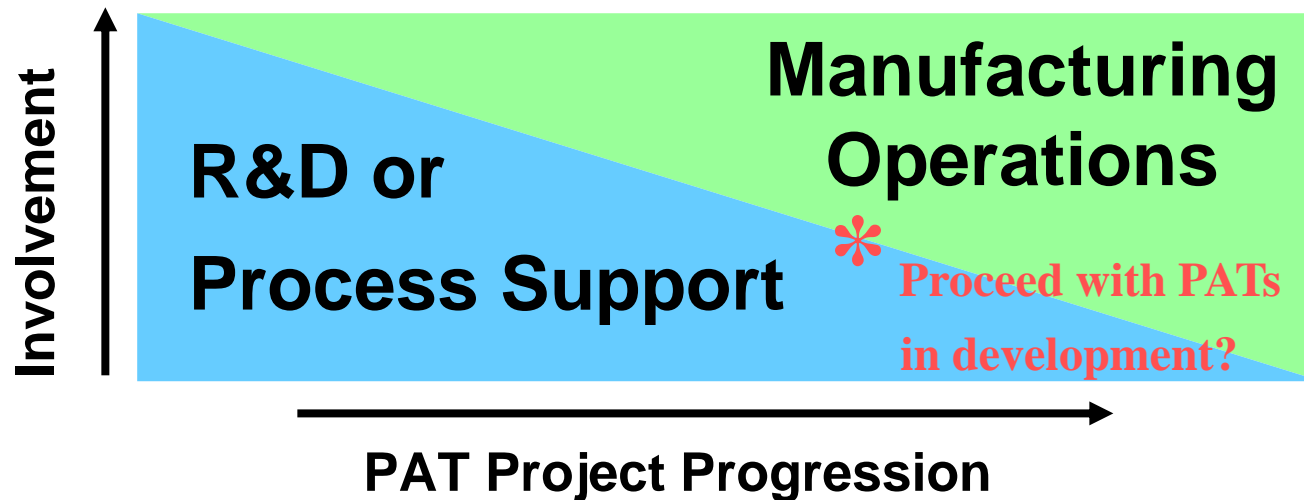 Involvement
Manufacturing
Operations
R&D or
Process Support
*
Proceed with PATs
in development?
PAT Project Progression